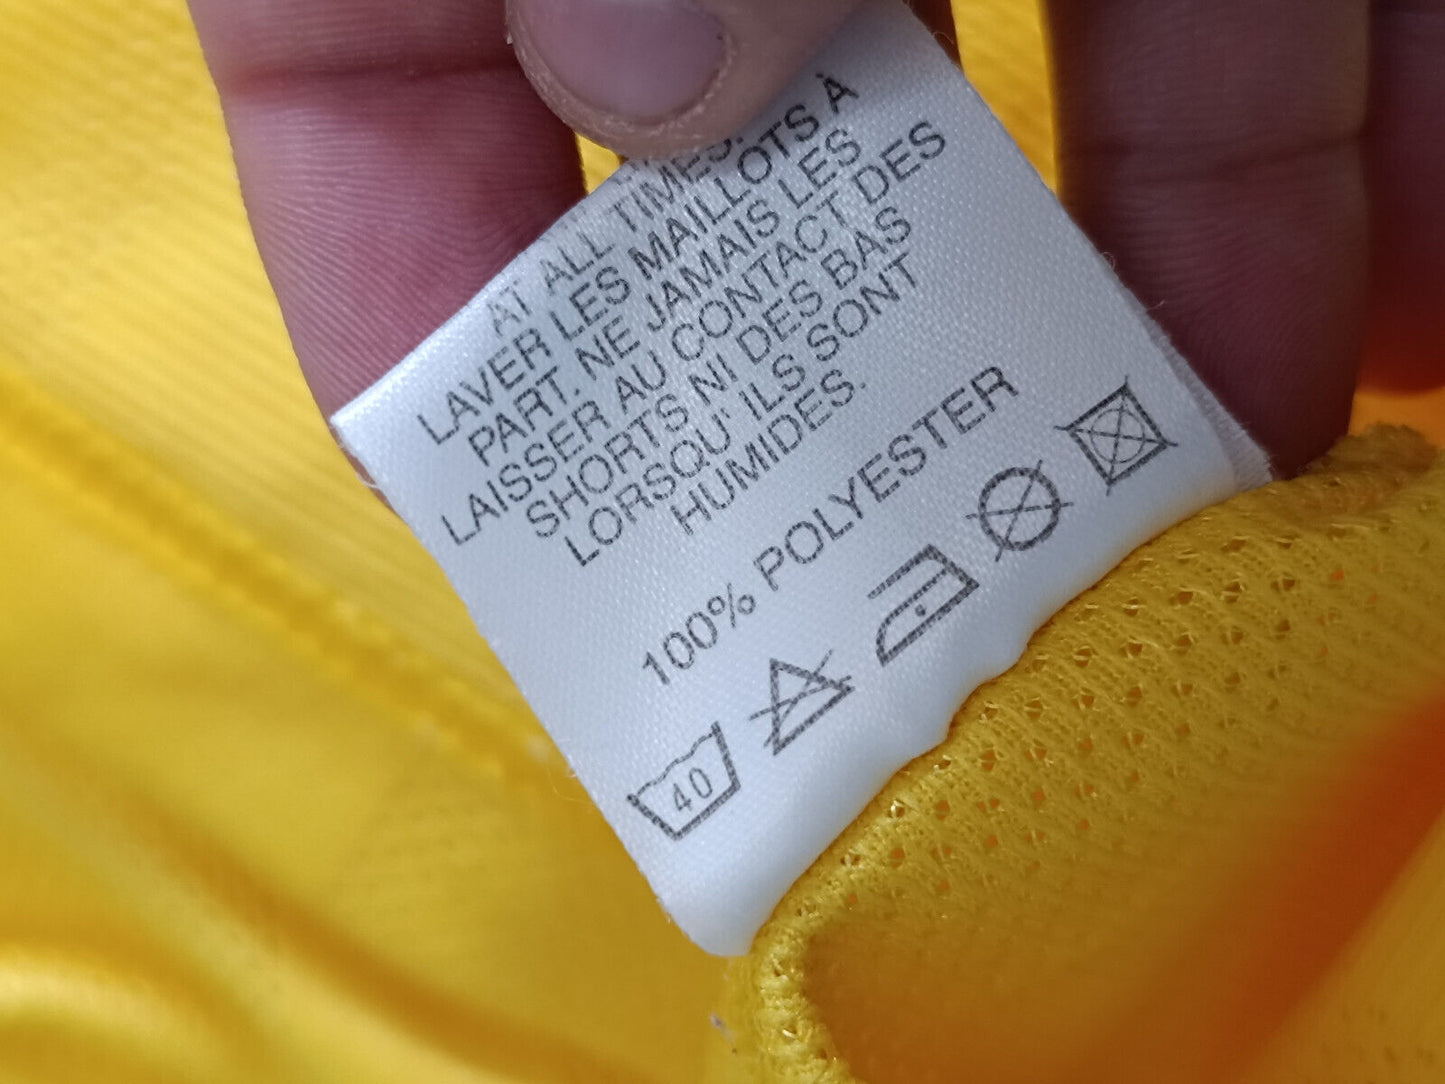 AT ALL TIMES.
LAVER LES MAILLOTS À
PART. NE JAMAIS LES
LAISSER AU CONTACT DES
SHORTS NI DES BAS
LORSQU' ILS SONT
HUMIDES.
100% POLYESTER
40